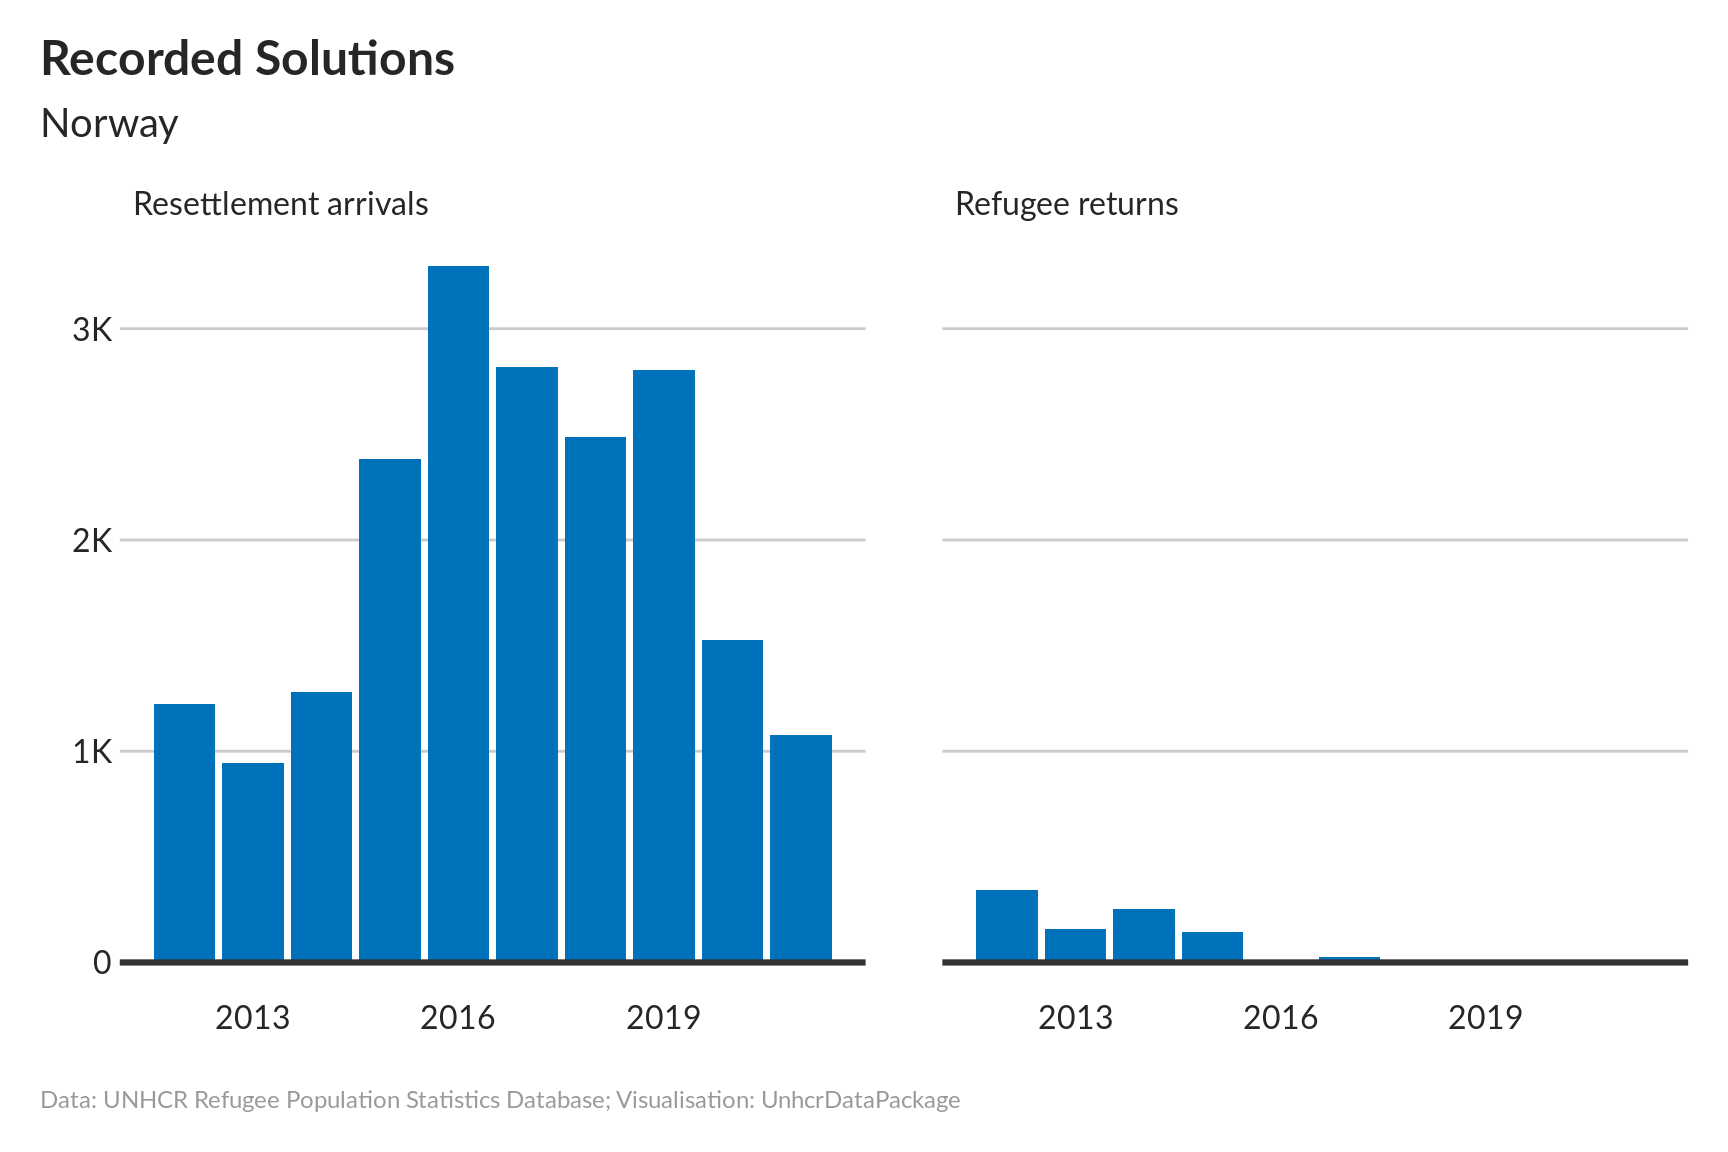 Recorded Solutions
Norway
Resettlement arrivals
Refugee returns
3K
2K
1K
0
2013 2016 2019
2013 2016 2019
Data: UNHCR Refugee Population Statistics Database; Visualisation: UnhcrDataPackage